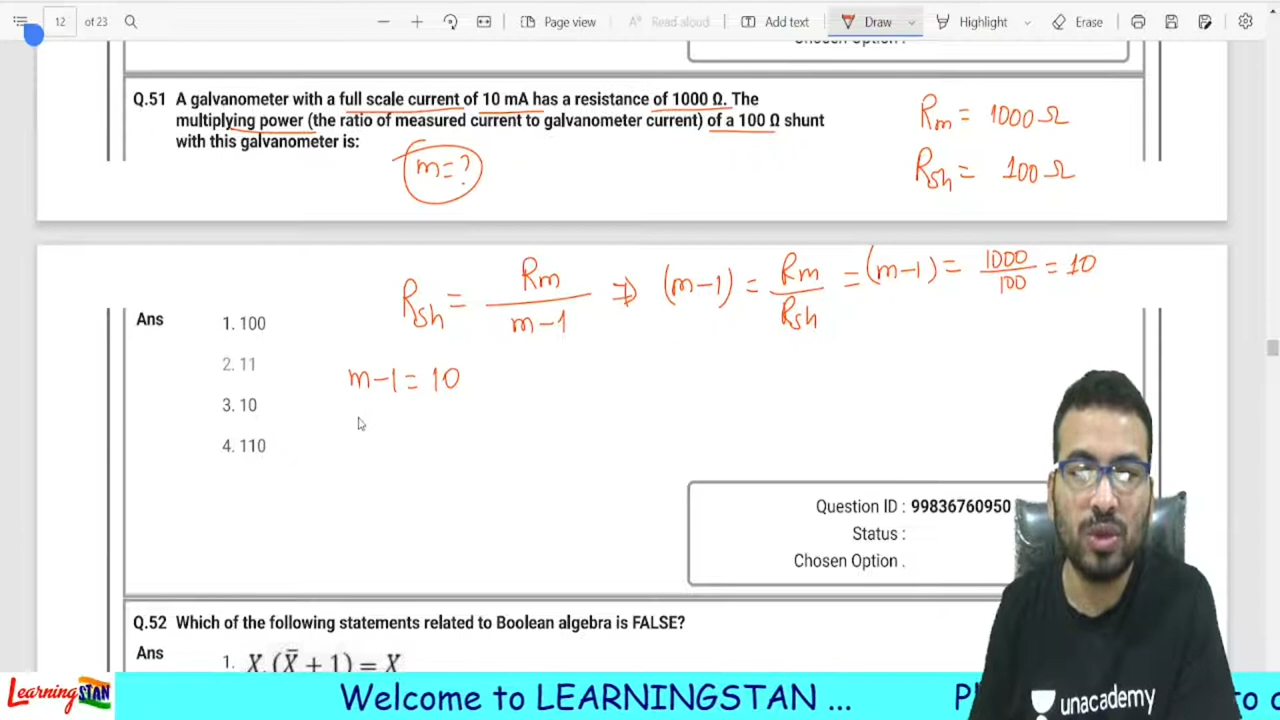 12 of 23
Page view
Read aloud
Add text
Draw
Highlight
Erase
Chosen Option :
Q.51 A galvanometer with a full scale current of 10 mA has a resistance of 1000 Ω. The
multiplying power (the ratio of measured current to galvanometer current) of a 100 Ω shunt
with this galvanometer is:
m = ?
Rm = 1000 Ω
Rsh = 100 Ω
Rsh = Rm / m-1 ⇒ (m-1) = Rm / Rsh = (m-1) = 1000 / 100 = 10
Ans
1. 100
2. 11
3. 10
4. 110
m-1 = 10
Question ID : 99836760950
Status :
Chosen Option .
Q.52 Which of the following statements related to Boolean algebra is FALSE?
Ans
1. X.(X̄ + 1) = X
LearningSTAN
Welcome to LEARNINGSTAN ...
unacademy